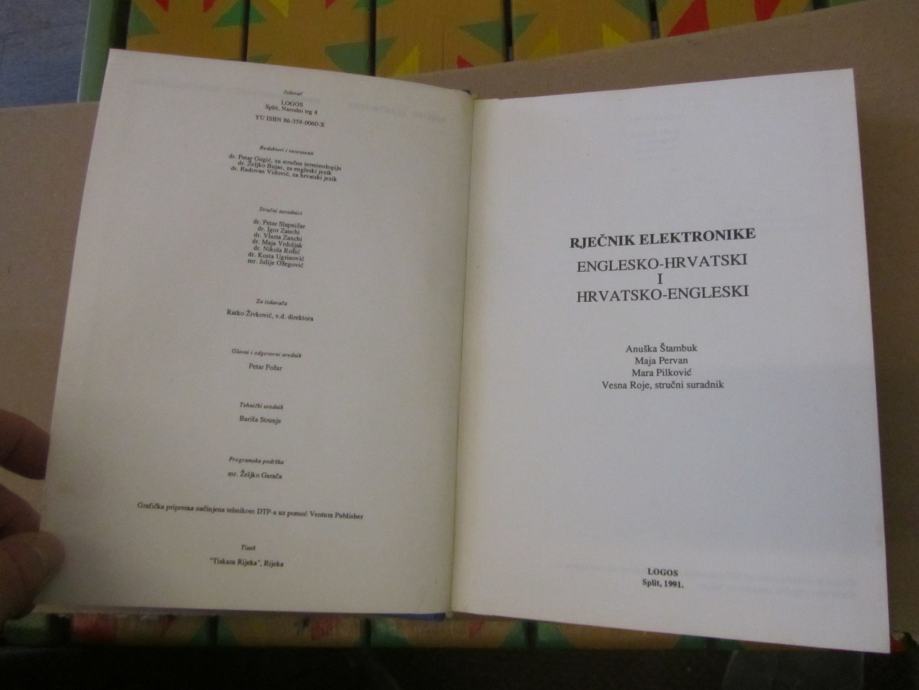 Izdavač
LOGOS
Split, Narodni trg 4
YU ISBN 86-359-0060-X
Redaktori i recenzenti
dr. Petar Gugić, za stručnu terminologiju
dr. Željko Bujas, za engleski jezik
dr. Radovan Vidović, za hrvatski jezik
Stručni suradnici
dr. Petar Slapničar
dr. Igor Zanchi
dr. Vlasta Zanchi
dr. Maja Vrdoljak
dr. Nikola Rožić
dr. Kosta Ugrinović
mr. Julije Ožegović
Za izdavača
Ratko Živković, v.d. direktora
Glavni i odgovorni urednik
Petar Požar
Tehnički urednik
Bariša Strunje
Programska podrška
mr. Željko Garača
Grafička priprema načinjena tehnikom DTP-a uz pomoć Ventura Publisher
Tisak
"Tiskara Rijeka", Rijeka
RJEČNIK ELEKTRONIKE
ENGLESKO-HRVATSKI
I
HRVATSKO-ENGLESKI
Anuška Štambuk
Maja Pervan
Mara Pilković
Vesna Roje, stručni suradnik
LOGOS
Split, 1991.